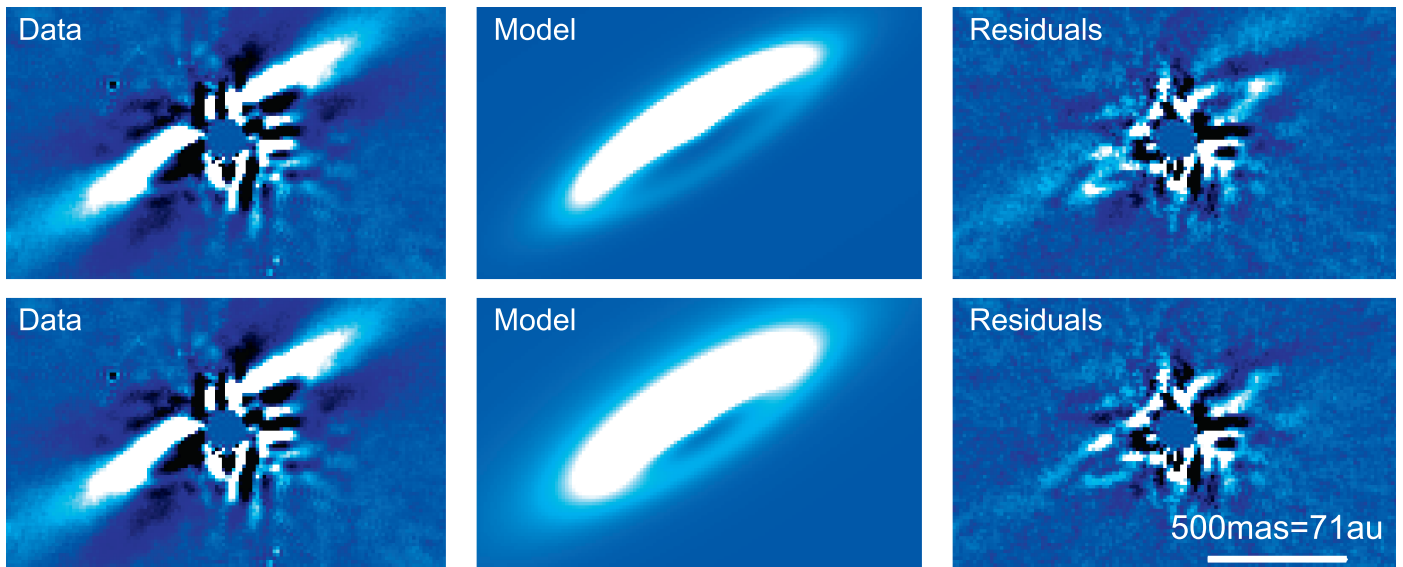 Data
Model
Residuals
Data
Model
Residuals
500mas=71au